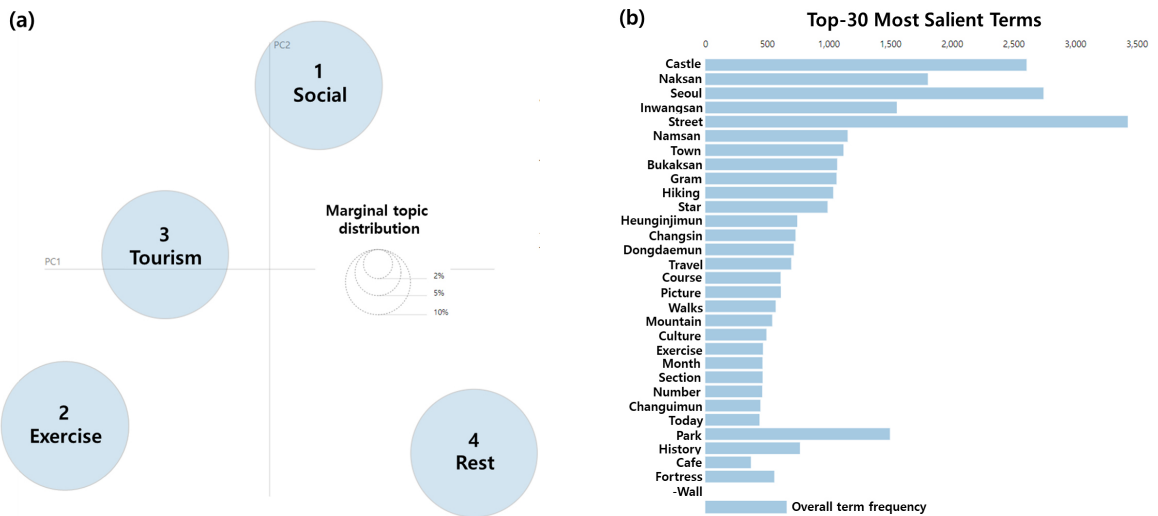 (a)
PC2
1
Social
3
Tourism
PC1
Marginal topic
distribution
2%
5%
10%
2
Exercise
4
Rest
(b)
Top-30 Most Salient Terms
0 500 1,000 1,500 2,000 2,500 3,000 3,500
Castle
Naksan
Seoul
Inwangsan
Street
Namsan
Town
Bukaksan
Gram
Hiking
Star
Heunginjimun
Changsin
Dongdaemun
Travel
Course
Picture
Walks
Mountain
Culture
Exercise
Month
Section
Number
Changuimun
Today
Park
History
Cafe
Fortress
-Wall
Overall term frequency